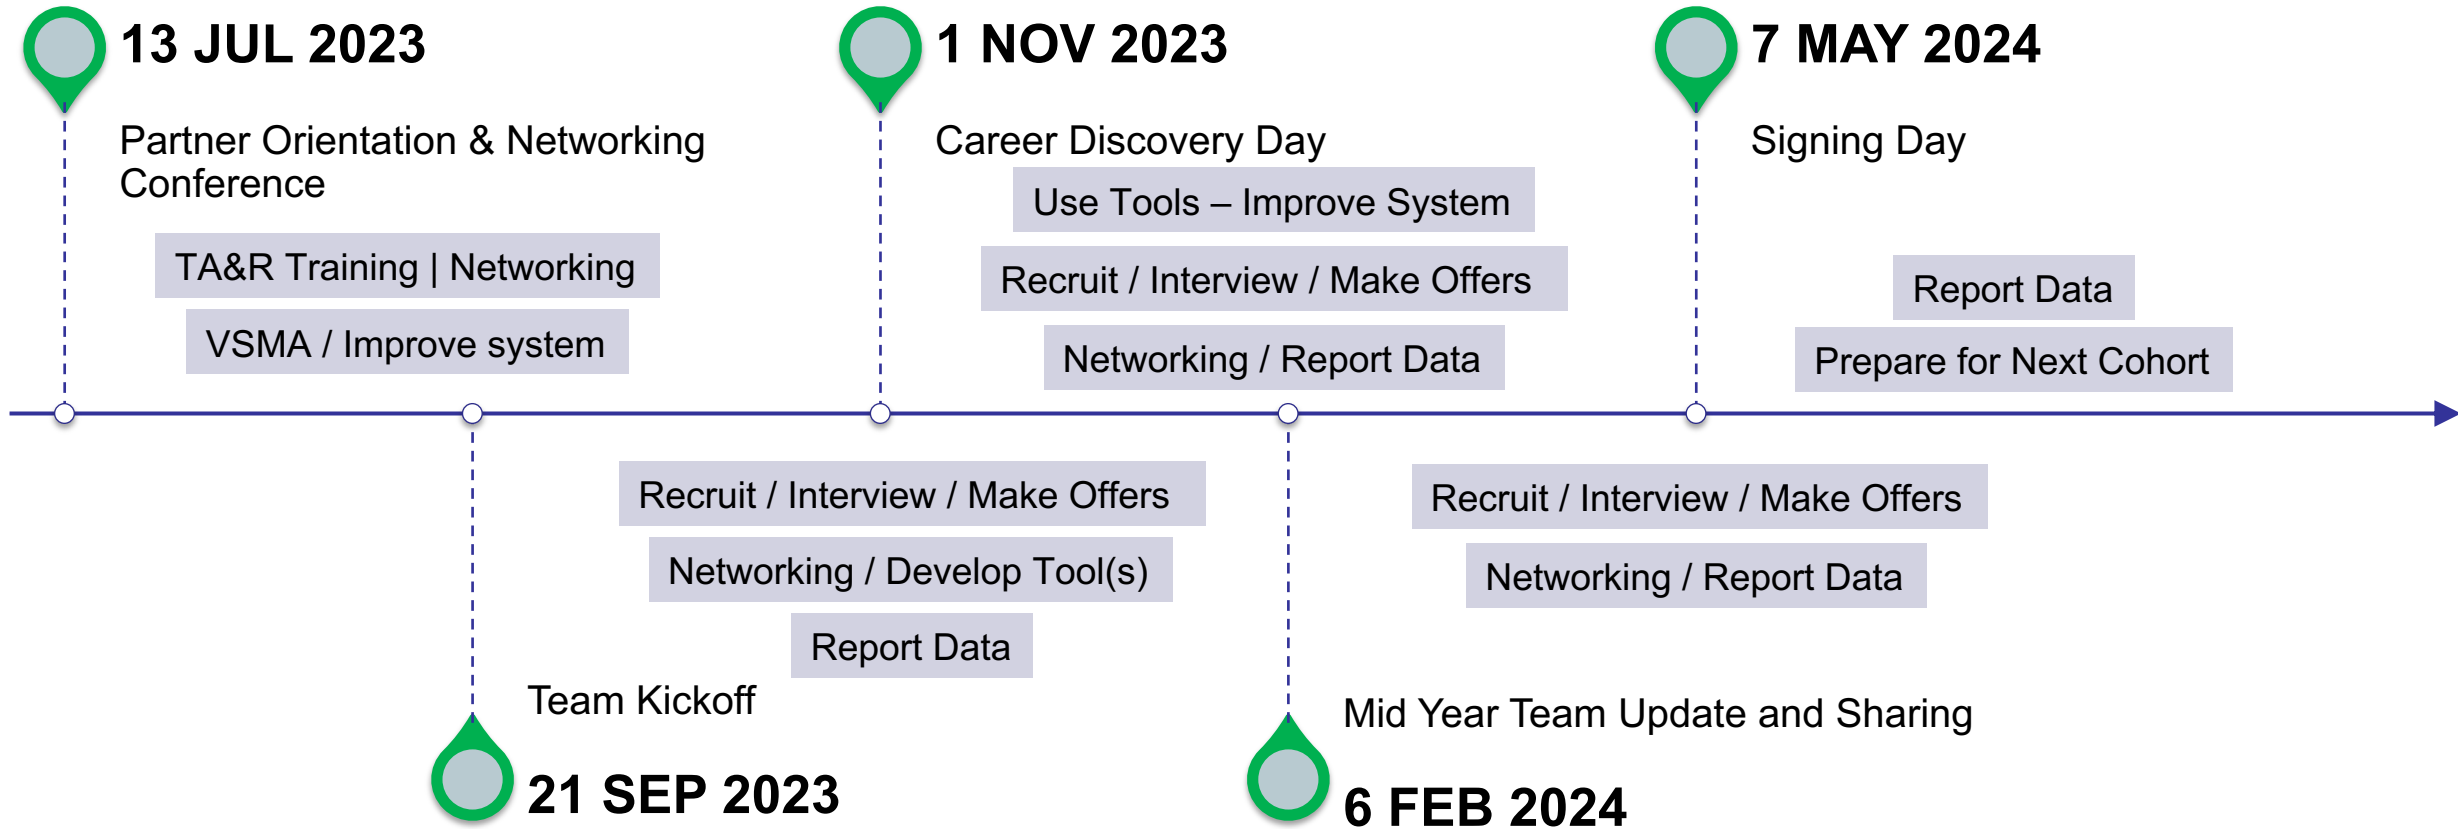 13 JUL 2023
Partner Orientation & Networking
Conference
TA&R Training | Networking
VSMA / Improve system
1 NOV 2023
Career Discovery Day
Use Tools – Improve System
Recruit / Interview / Make Offers
Networking / Report Data
7 MAY 2024
Signing Day
Report Data
Prepare for Next Cohort
Recruit / Interview / Make Offers
Networking / Develop Tool(s)
Report Data
Team Kickoff
21 SEP 2023
Recruit / Interview / Make Offers
Networking / Report Data
Mid Year Team Update and Sharing
6 FEB 2024